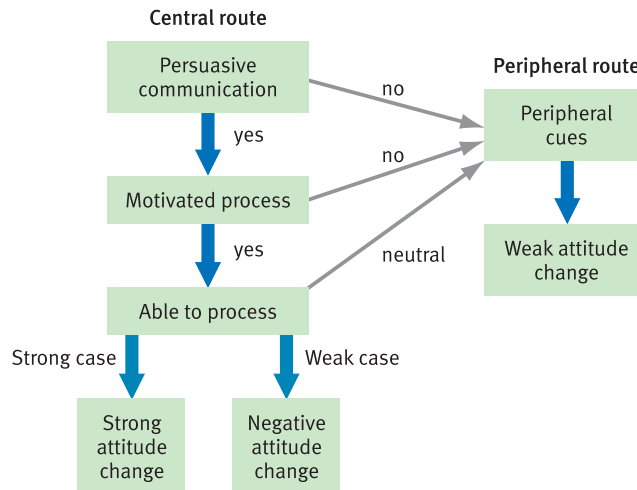 Central route
Persuasive
communication
no
Peripheral route
Peripheral
cues
yes
no
Motivated process
yes
neutral
Weak attitude
change
Able to process
Strong case
Weak case
Strong
attitude
change
Negative
attitude
change